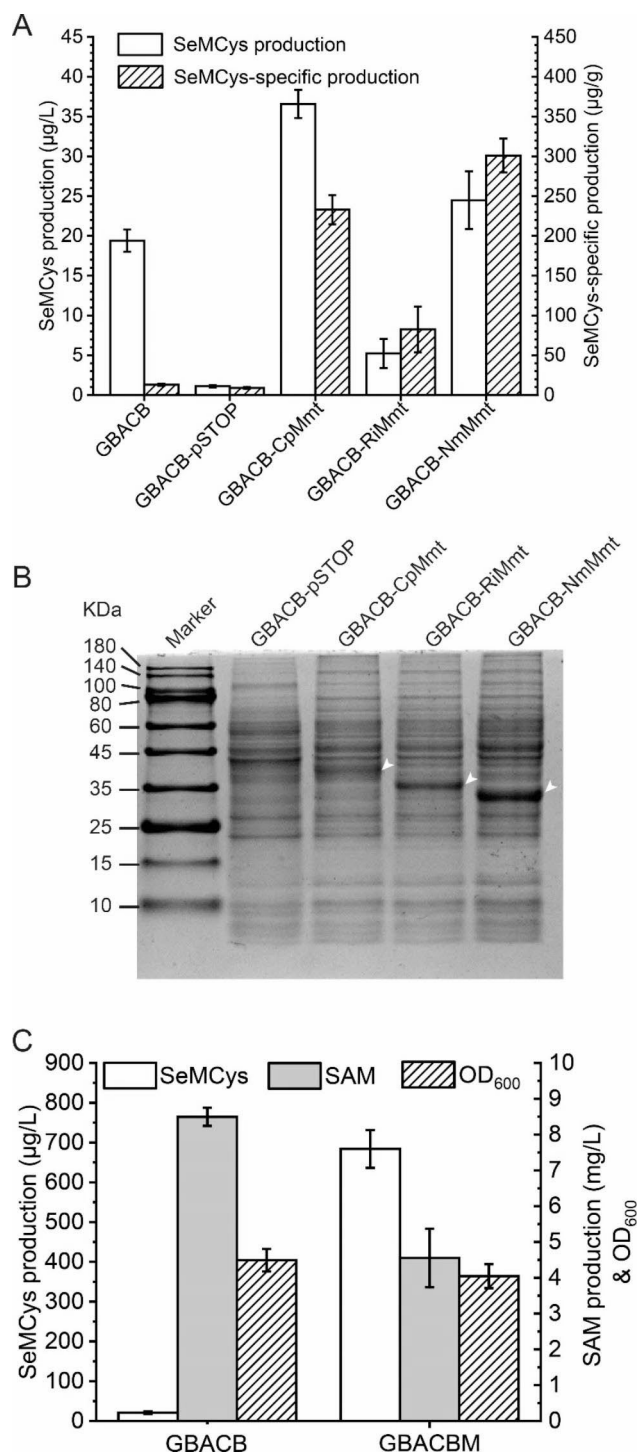 A
SeMCys production
SeMCys-specific production
SeMCys production (µg/L)
45
40
35
30
25
20
15
10
5
0
450
400
350
300
250
200
150
100
50
0
SeMCys-specific production (µg/g)
GBACB
GBACB-pSTOP
GBACB-CpMmt
GBACB-RiMmt
GBACB-NmMmt
B
KDa
Marker
GBACB-pSTOP
GBACB-CpMmt
GBACB-RiMmt
GBACB-NmMmt
180
140
100
80
60
45
35
25
15
10
C
SeMCys
SAM
OD₆₀₀
SeMCys production (µg/L)
900
800
700
600
500
400
300
200
100
0
10
9
8
7
6
5
4
3
2
1
0
SAM production (mg/L)
& OD₆₀₀
GBACB
GBACBM